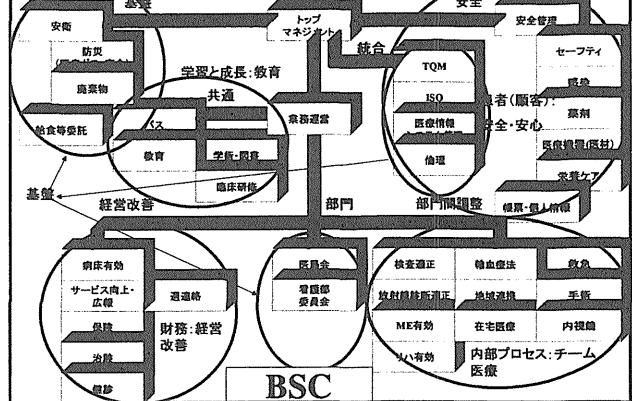 基盤
安全
安衛
トップ
マネジメント
安全管理
防災
統合
TQM
セーフティ
学習と成長:教育
廃棄物
共通
ISO
感染
患者(顧客):
安全・安心
給食等委託
パス
業務運営
医療情報
薬剤
教育
学術・図書
倫理
医療機器(医材)
臨床研修
栄養ケア
基盤
経営改善
部門
部門間調整
帳票・個人情報
病床有効
医局会
検査適正
輸血療法
救急
サービス向上・
広報
週連絡
看護部
委員会
放射線診断適正
地域連携
手術
保険
財務:経営
改善
ME有効
在宅医療
内視鏡
治験
リハ有効
内部プロセス:チーム
医療
健診
BSC